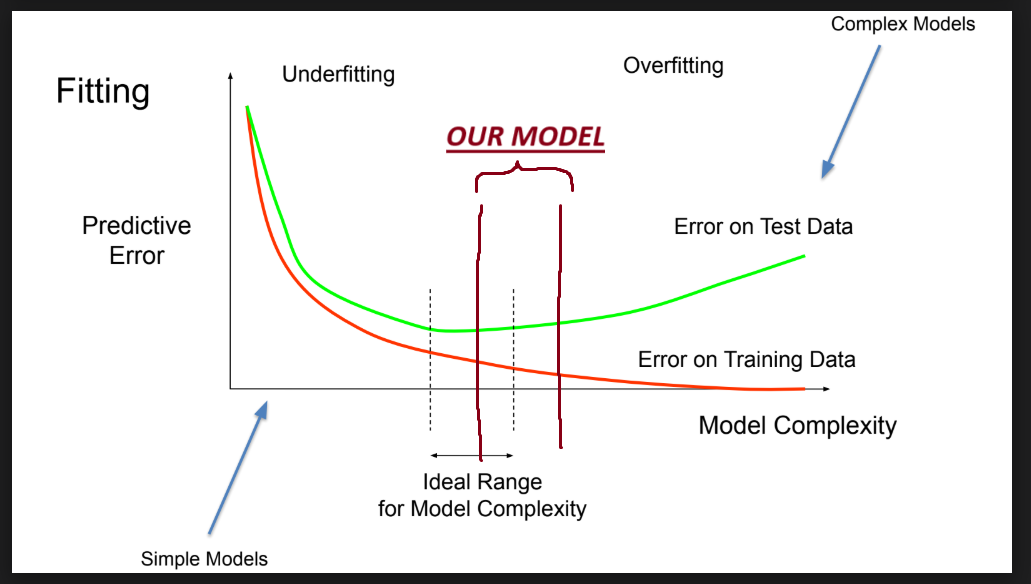 Complex Models
Underfitting
Overfitting
Fitting
OUR MODEL
Predictive
Error
Error on Test Data
Error on Training Data
Model Complexity
Ideal Range
for Model Complexity
Simple Models